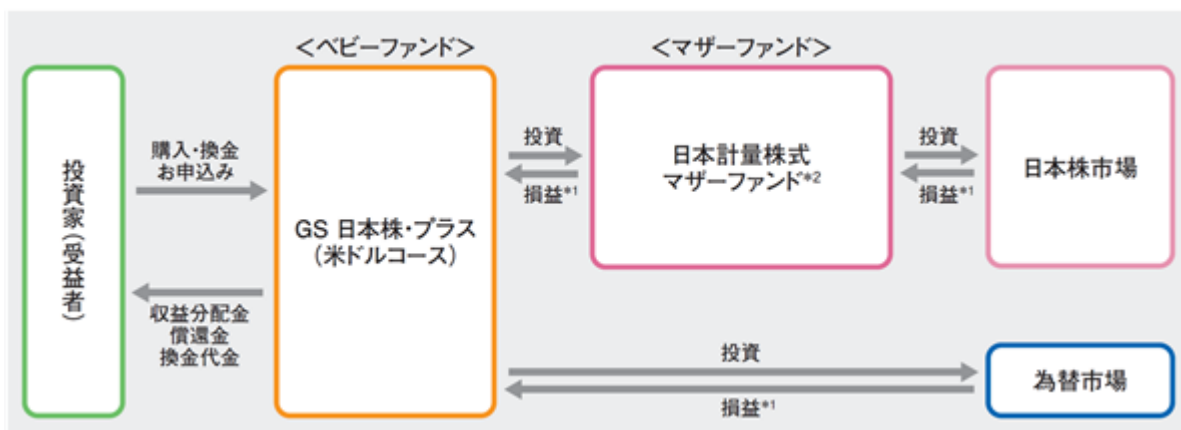 ＜ベビーファンド＞
＜マザーファンド＞
投資家（受益者）
購入・換金
お申込み
収益分配金
償還金
換金代金
GS 日本株・プラス
（米ドルコース）
投資
損益*1
日本計量株式
マザーファンド*2
投資
損益*1
日本株市場
投資
損益*1
為替市場